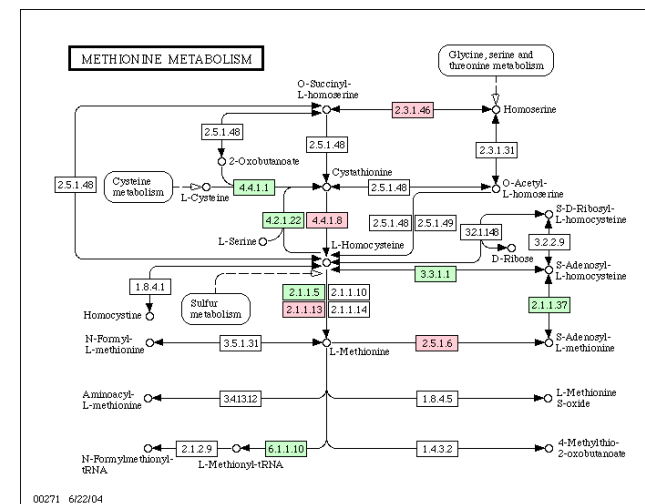 METHIONINE METABOLISM
Glycine, serine and
threonine metabolism
O-Succinyl-
L-homoserine
2.3.1.46
Homoserine
2.5.1.48
2.5.1.48
2.3.1.31
2-Oxobutanoate
Cystathionine
2.5.1.48
Cysteine
metabolism
4.4.1.1
2.5.1.48
L-Cysteine
O-Acetyl-
L-homoserine
4.2.1.22
4.4.1.8
2.5.1.48
2.5.1.49
S-D-Ribosyl-
L-homocysteine
L-Serine
L-Homocysteine
3.2.1.148
D-Ribose
3.2.2.9
3.3.1.1
S-Adenosyl-
L-homocysteine
1.8.4.1
Sulfur
metabolism
2.1.1.5
2.1.1.10
2.1.1.13
2.1.1.14
2.1.1.37
Homocystine
N-Formyl-
L-methionine
3.5.1.31
L-Methionine
2.5.1.6
S-Adenosyl-
L-methionine
Aminoacyl-
L-methionine
3.4.13.12
1.8.4.5
L-Methionine
S-oxide
2.1.2.9
6.1.1.10
1.4.3.2
4-Methylthio-
2-oxobutanoate
N-Formylmethionyl-
tRNA
L-Methionyl-tRNA
00271 6/22/04